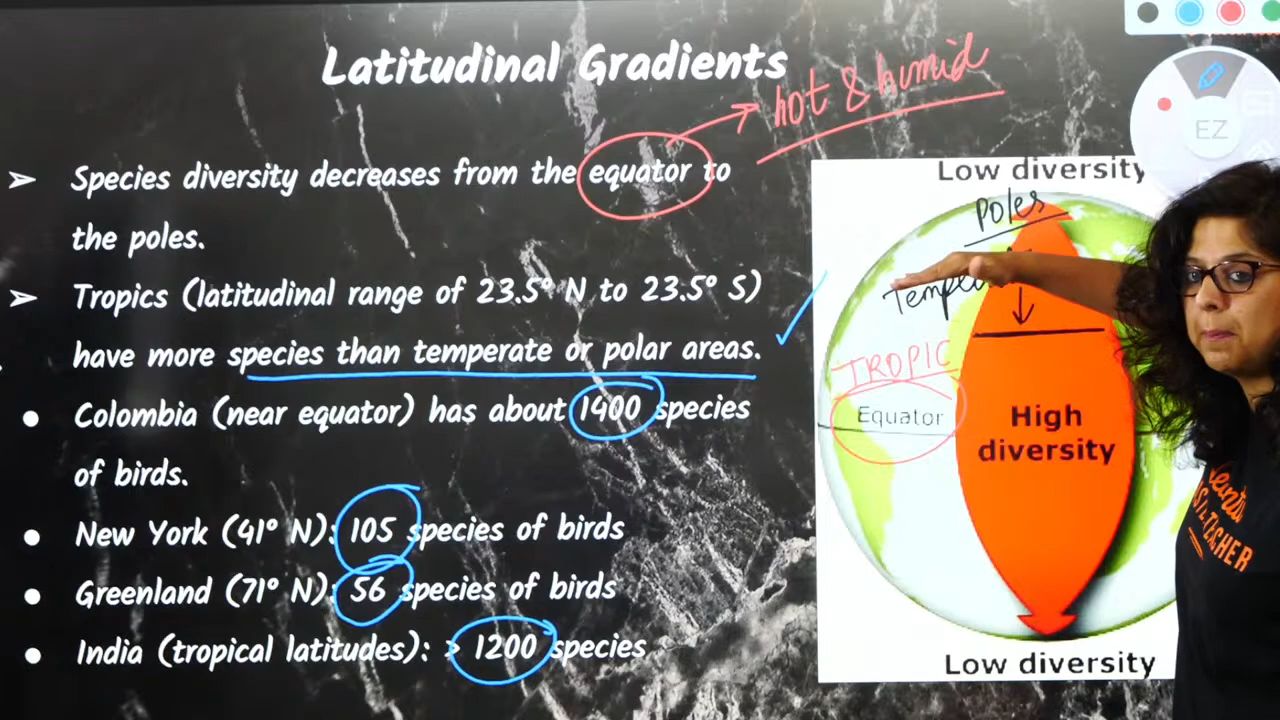 Latitudinal Gradients
hot & humid
➤ Species diversity decreases from the equator to
the poles.
➤ Tropics (latitudinal range of 23.5° N to 23.5° S)
have more species than temperate or polar areas.
• Colombia (near equator) has about 1400 species
of birds.
• New York (41° N): 105 species of birds
• Greenland (71° N): 56 species of birds
• India (tropical latitudes): > 1200 species
EZ
Low diversity
Poles
TROPIC
Equator
High
diversity
Low diversity